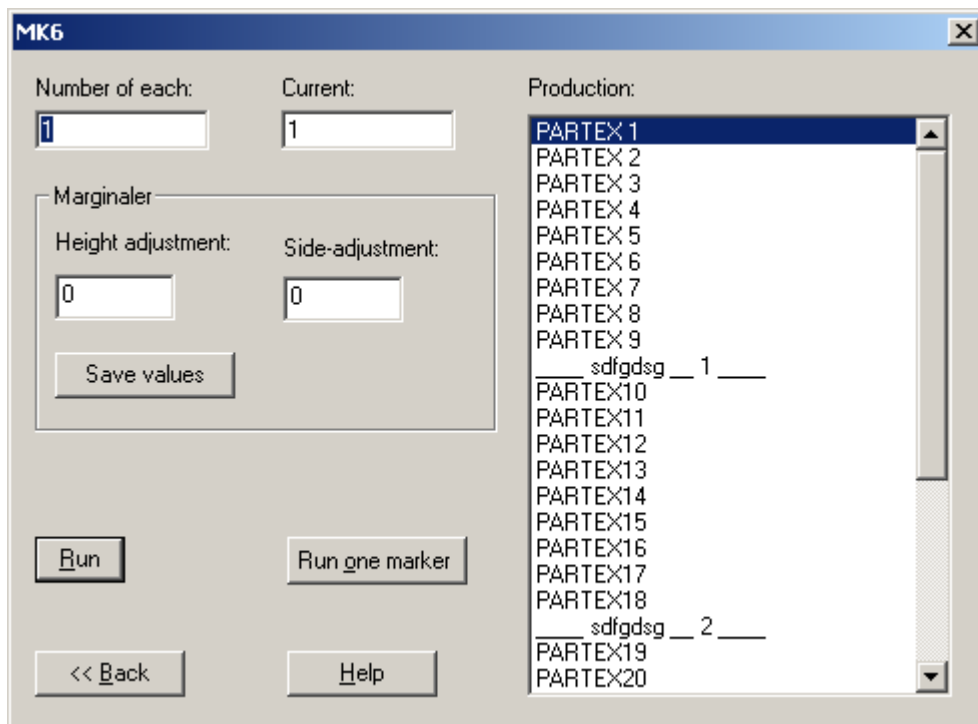 MK6
Number of each:
Current:
Production:
1
1
Marginaler
Height adjustment:
Side-adjustment:
0
0
Save values
Run
Run one marker
<< Back
Help
PARTEX 1
PARTEX 2
PARTEX 3
PARTEX 4
PARTEX 5
PARTEX 6
PARTEX 7
PARTEX 8
PARTEX 9
____ sdfgdsg __ 1 ____
PARTEX10
PARTEX11
PARTEX12
PARTEX13
PARTEX14
PARTEX15
PARTEX16
PARTEX17
PARTEX18
____ sdfgdsg __ 2 ____
PARTEX19
PARTEX20